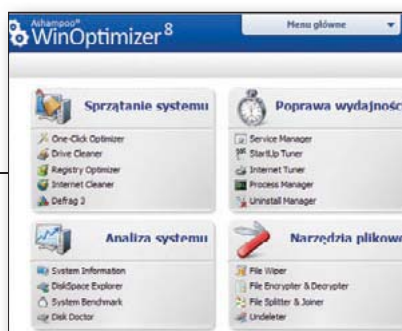 Ashampoo®
WinOptimizer 8
Menu główne
Sprzątanie systemu
One-Click Optimizer
Drive Cleaner
Registry Optimizer
Internet Cleaner
Defrag 3
Poprawa wydajnośc
Service Manager
StartUp Tuner
Internet Tuner
Process Manager
Uninstall Manager
Analiza systemu
System Information
DiskSpace Explorer
System Benchmark
Disk Doctor
Narzędzia plikowe
File Wiper
File Encrypter & Decrypter
File Splitter & Joiner
Undeleter